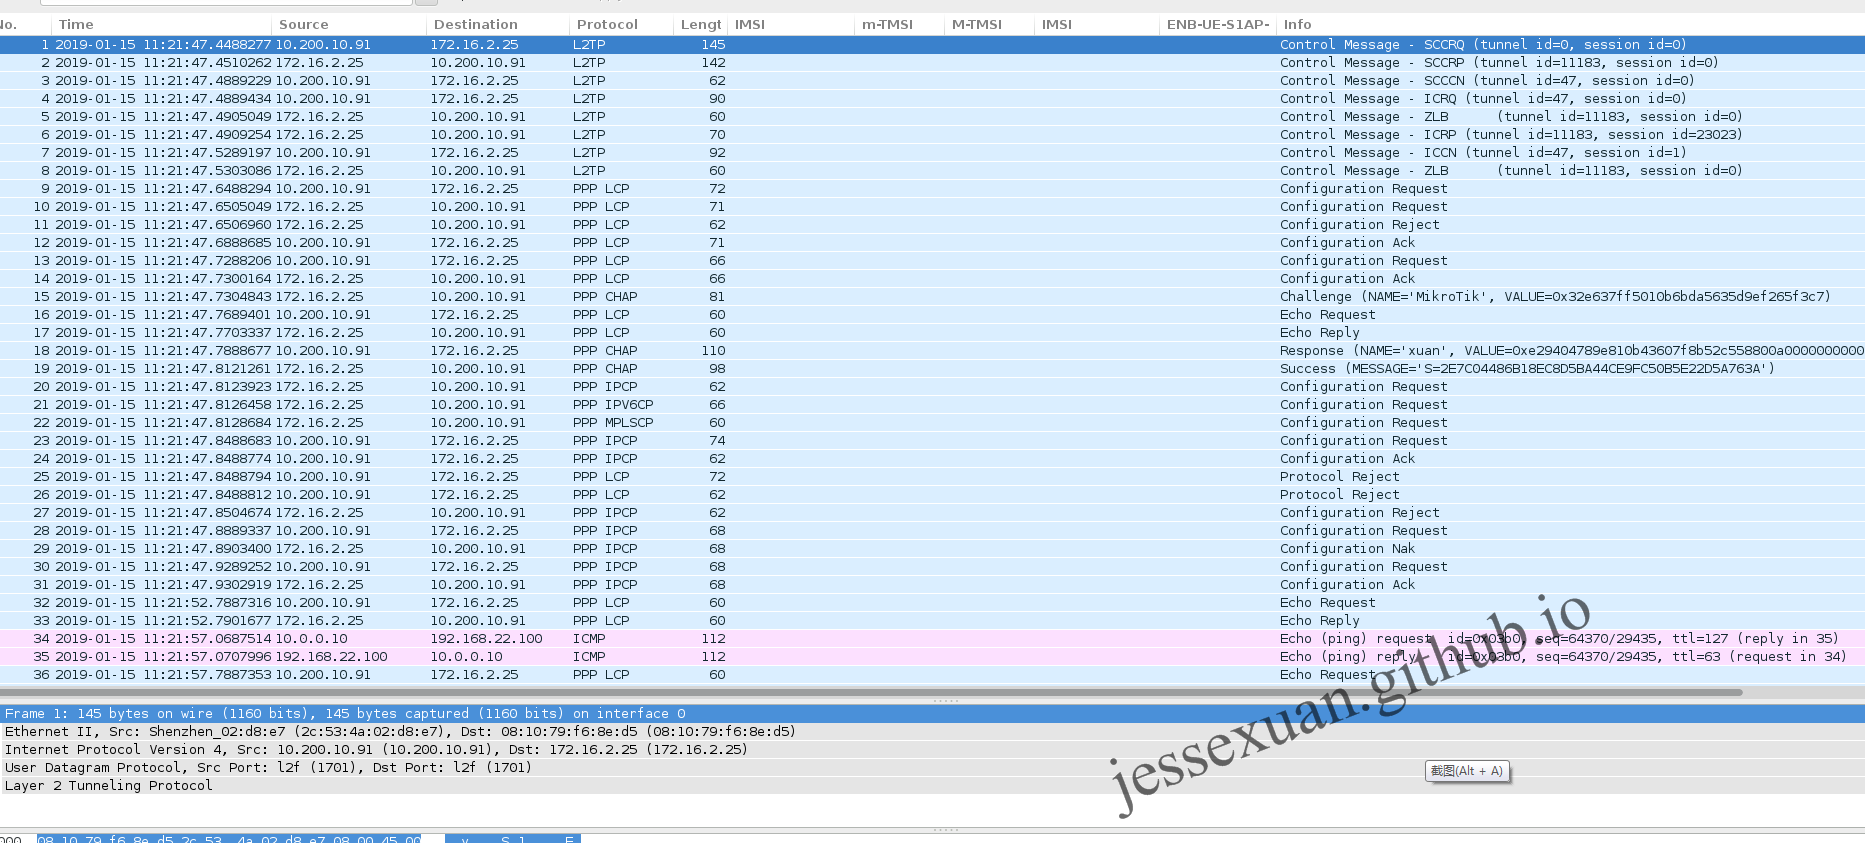 No. Time Source Destination Protocol Lengt IMSI m-TMSI M-TMSI IMSI ENB-UE-S1AP- Info
1 2019-01-15 11:21:47.4488277 10.200.10.91 172.16.2.25 L2TP 145 Control Message - SCCRQ (tunnel id=0, session id=0)
2 2019-01-15 11:21:47.4510262 172.16.2.25 10.200.10.91 L2TP 142 Control Message - SCCRP (tunnel id=11183, session id=0)
3 2019-01-15 11:21:47.4889229 10.200.10.91 172.16.2.25 L2TP 62 Control Message - SCCCN (tunnel id=47, session id=0)
4 2019-01-15 11:21:47.4889434 10.200.10.91 172.16.2.25 L2TP 90 Control Message - ICRQ (tunnel id=47, session id=0)
5 2019-01-15 11:21:47.4905049 172.16.2.25 10.200.10.91 L2TP 60 Control Message - ZLB (tunnel id=11183, session id=0)
6 2019-01-15 11:21:47.4909254 172.16.2.25 10.200.10.91 L2TP 70 Control Message - ICRP (tunnel id=11183, session id=23023)
7 2019-01-15 11:21:47.5289197 10.200.10.91 172.16.2.25 L2TP 92 Control Message - ICCN (tunnel id=47, session id=1)
8 2019-01-15 11:21:47.5303086 172.16.2.25 10.200.10.91 L2TP 60 Control Message - ZLB (tunnel id=11183, session id=0)
9 2019-01-15 11:21:47.6488294 10.200.10.91 172.16.2.25 PPP LCP 72 Configuration Request
10 2019-01-15 11:21:47.6505049 172.16.2.25 10.200.10.91 PPP LCP 71 Configuration Request
11 2019-01-15 11:21:47.6506960 172.16.2.25 10.200.10.91 PPP LCP 62 Configuration Reject
12 2019-01-15 11:21:47.6888685 10.200.10.91 172.16.2.25 PPP LCP 71 Configuration Ack
13 2019-01-15 11:21:47.7288206 10.200.10.91 172.16.2.25 PPP LCP 66 Configuration Request
14 2019-01-15 11:21:47.7300164 172.16.2.25 10.200.10.91 PPP LCP 66 Configuration Ack
15 2019-01-15 11:21:47.7304843 172.16.2.25 10.200.10.91 PPP CHAP 81 Challenge (NAME='MikroTik', VALUE=0x32e637ff5010b6bda5635d9ef265f3c7)
16 2019-01-15 11:21:47.7689401 10.200.10.91 172.16.2.25 PPP LCP 60 Echo Request
17 2019-01-15 11:21:47.7703337 172.16.2.25 10.200.10.91 PPP LCP 60 Echo Reply
18 2019-01-15 11:21:47.7888677 10.200.10.91 172.16.2.25 PPP CHAP 110 Response (NAME='xuan', VALUE=0xe29404789e810b43607f8b52c558800a0000000000
19 2019-01-15 11:21:47.8121261 172.16.2.25 10.200.10.91 PPP CHAP 98 Success (MESSAGE='S=2E7C04486B18EC8D5BA44CE9FC50B5E22D5A763A')
20 2019-01-15 11:21:47.8123923 172.16.2.25 10.200.10.91 PPP IPCP 62 Configuration Request
21 2019-01-15 11:21:47.8126458 172.16.2.25 10.200.10.91 PPP IPV6CP 66 Configuration Request
22 2019-01-15 11:21:47.8128684 172.16.2.25 10.200.10.91 PPP MPLSCP 60 Configuration Request
23 2019-01-15 11:21:47.8488683 10.200.10.91 172.16.2.25 PPP IPCP 74 Configuration Request
24 2019-01-15 11:21:47.8488774 10.200.10.91 172.16.2.25 PPP IPCP 62 Configuration Ack
25 2019-01-15 11:21:47.8488794 10.200.10.91 172.16.2.25 PPP LCP 72 Protocol Reject
26 2019-01-15 11:21:47.8488812 10.200.10.91 172.16.2.25 PPP LCP 62 Protocol Reject
27 2019-01-15 11:21:47.8504674 172.16.2.25 10.200.10.91 PPP IPCP 62 Configuration Reject
28 2019-01-15 11:21:47.8889337 10.200.10.91 172.16.2.25 PPP IPCP 68 Configuration Request
29 2019-01-15 11:21:47.8903400 172.16.2.25 10.200.10.91 PPP IPCP 68 Configuration Nak
30 2019-01-15 11:21:47.9289252 10.200.10.91 172.16.2.25 PPP IPCP 68 Configuration Request
31 2019-01-15 11:21:47.9302919 172.16.2.25 10.200.10.91 PPP IPCP 68 Configuration Ack
32 2019-01-15 11:21:52.7887316 10.200.10.91 172.16.2.25 PPP LCP 60 Echo Request
33 2019-01-15 11:21:52.7901677 172.16.2.25 10.200.10.91 PPP LCP 60 Echo Reply
34 2019-01-15 11:21:57.0687514 10.0.0.10 192.168.22.100 ICMP 112 Echo (ping) request id=0x03b0, seq=64370/29435, ttl=127 (reply in 35)
35 2019-01-15 11:21:57.0707996 192.168.22.100 10.0.0.10 ICMP 112 Echo (ping) reply id=0x03b0, seq=64370/29435, ttl=63 (request in 34)
36 2019-01-15 11:21:57.7887353 10.200.10.91 172.16.2.25 PPP LCP 60 Echo Request
Frame 1: 145 bytes on wire (1160 bits), 145 bytes captured (1160 bits) on interface 0
Ethernet II, Src: Shenzhen_02:d8:e7 (2c:53:4a:02:d8:e7), Dst: 08:10:79:f6:8e:d5 (08:10:79:f6:8e:d5)
Internet Protocol Version 4, Src: 10.200.10.91 (10.200.10.91), Dst: 172.16.2.25 (172.16.2.25)
User Datagram Protocol, Src Port: l2f (1701), Dst Port: l2f (1701)
Layer 2 Tunneling Protocol
jessexuan.github.io
截图(Alt + A)
08 10 79 f6 8e d5 2c 53 4a 02 d8 e7 08 00 45 00